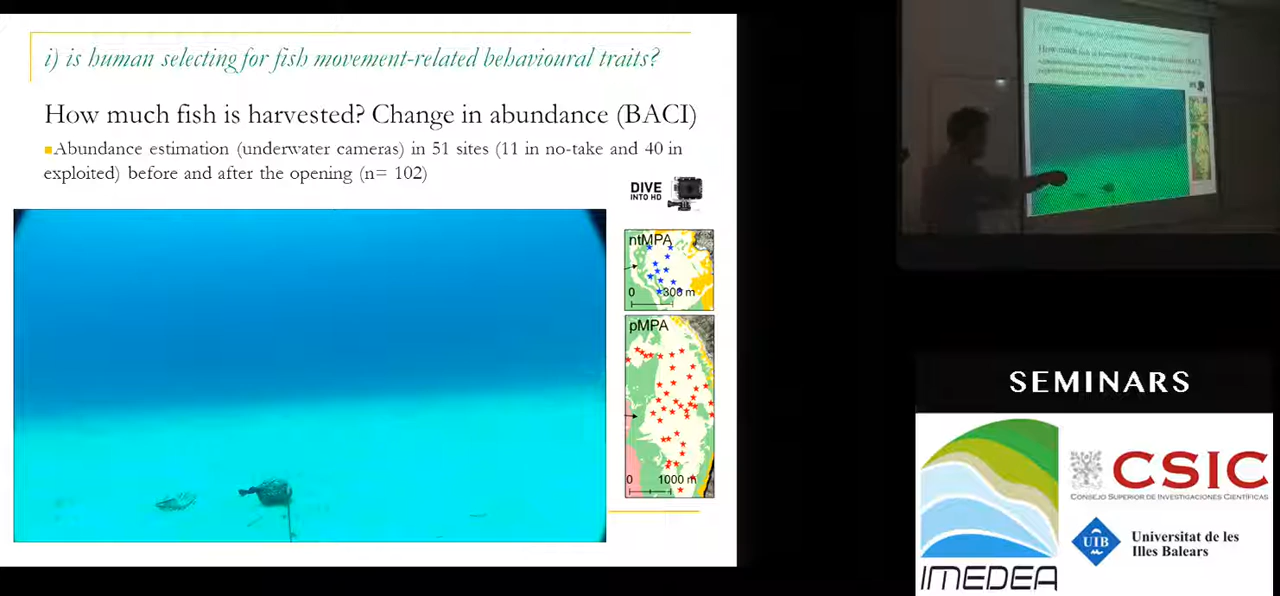 i) is human selecting for fish movement-related behavioural traits?
How much fish is harvested? Change in abundance (BACI)
Abundance estimation (underwater cameras) in 51 sites (11 in no-take and 40 in
exploited) before and after the opening (n= 102)
DIVE
INTO HD
ntMPA
0 300 m
pMPA
0 1000 m
How much fish is harvested? Change in abundance (BACI)
SEMINARS
CSIC
CONSEJO SUPERIOR DE INVESTIGACIONES CIENTÍFICAS
UIB
Universitat de les
Illes Balears
IMEDEA